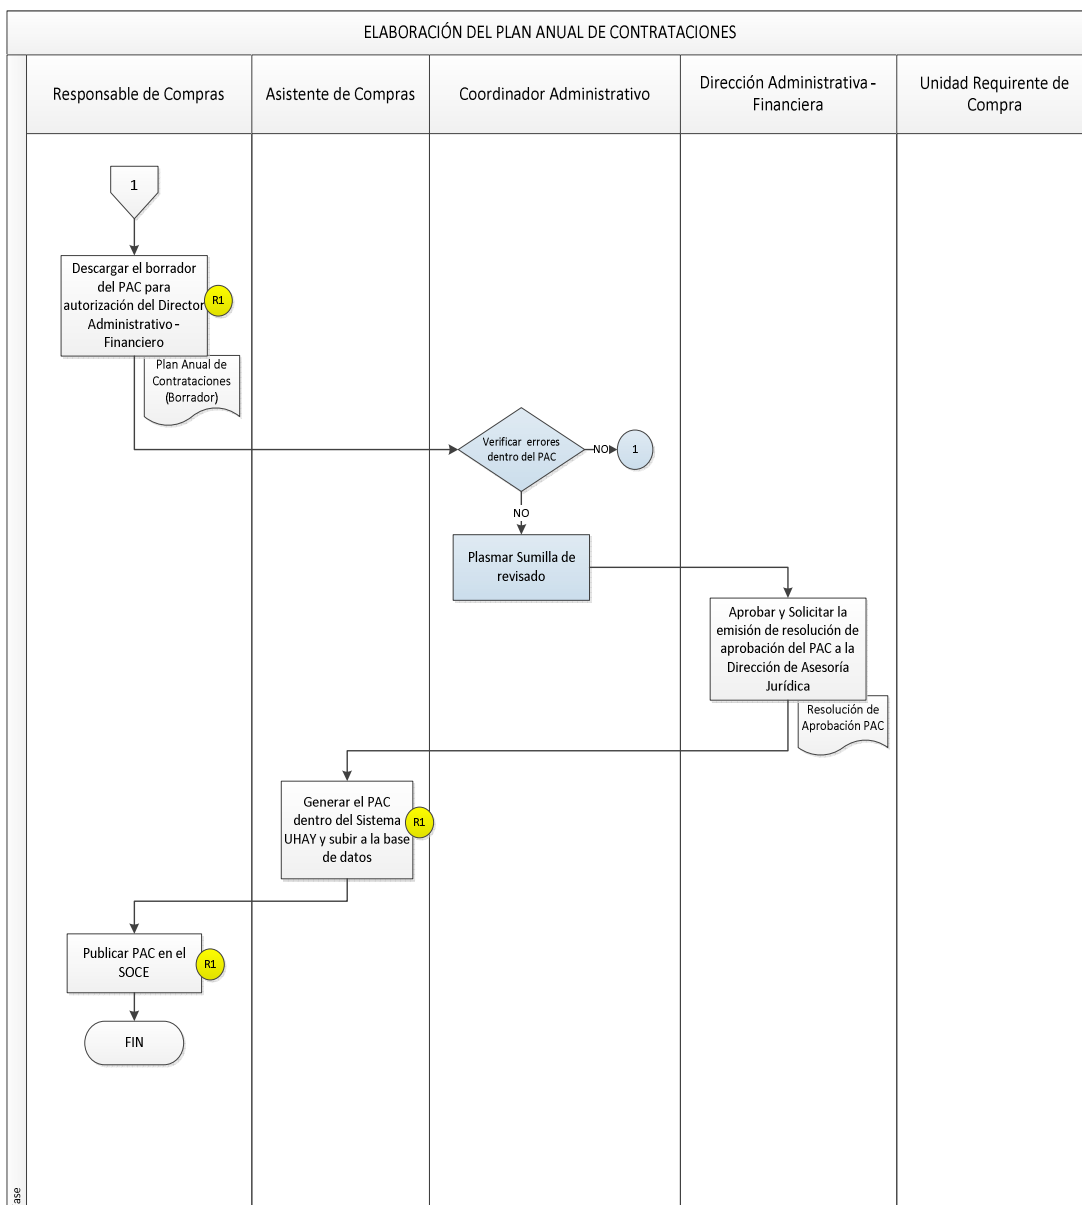 ELABORACIÓN DEL PLAN ANUAL DE CONTRATACIONES
Responsable de Compras
Asistente de Compras
Coordinador Administrativo
Dirección Administrativa -
Financiera
Unidad Requirente de
Compra
1
Descargar el borrador
del PAC para
autorización del Director
Administrativo -
Financiero
R1
Plan Anual de
Contrataciones
(Borrador)
Verificar errores
dentro del PAC
NO
1
NO
Plasmar Sumilla de
revisado
Aprobar y Solicitar la
emisión de resolución de
aprobación del PAC a la
Dirección de Asesoría
Jurídica
Resolución de
Aprobación PAC
Generar el PAC
dentro del Sistema
UHAY y subir a la base
de datos
R1
Publicar PAC en el
SOCE
R1
FIN
ase